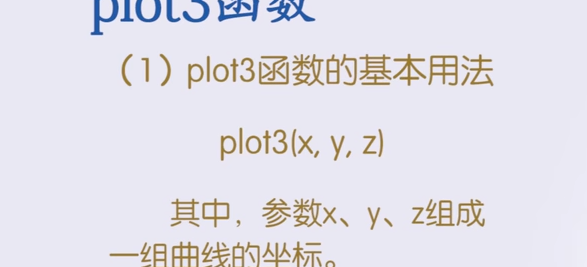 plot3函数
（1）plot3函数的基本用法
plot3(x, y, z)
其中，参数x、y、z组成
一组曲线的坐标。